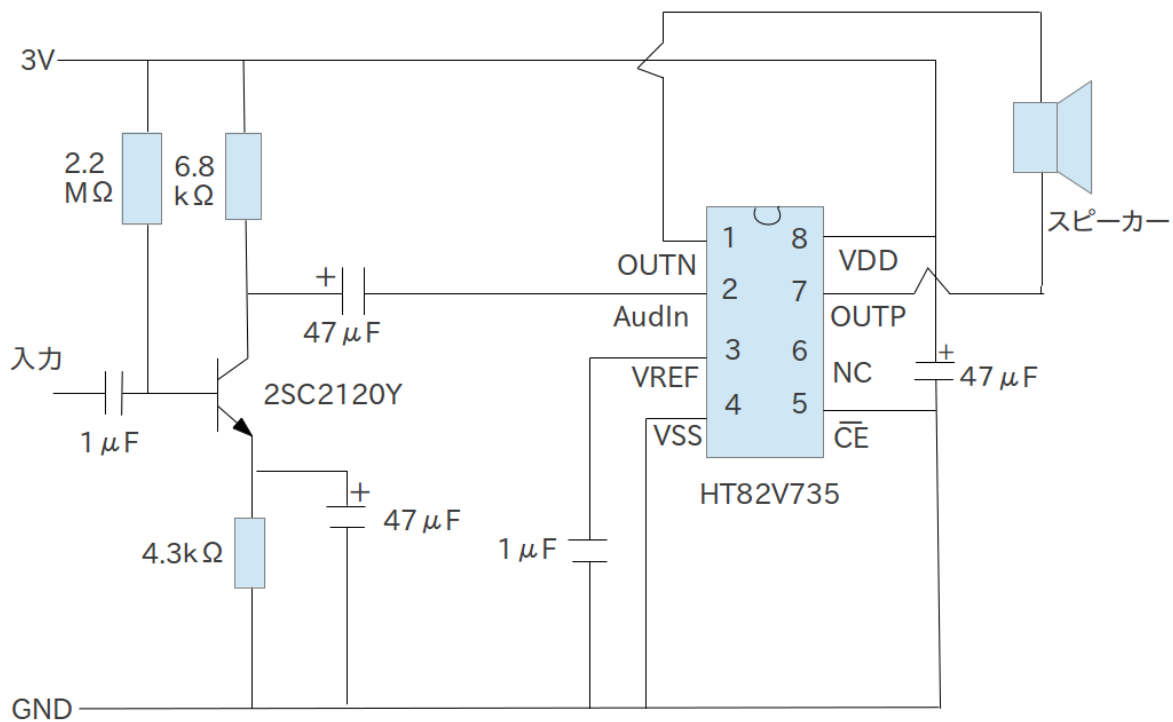 3V
2.2
MΩ
6.8
kΩ
スピーカー
1
8
OUTN
VDD
2
7
+
AudIn
OUTP
47μF
3
6
入力
VREF
NC
+
47μF
2SC2120Y
4
5
VSS
CE
1μF
HT82V735
+
47μF
4.3kΩ
1μF
GND